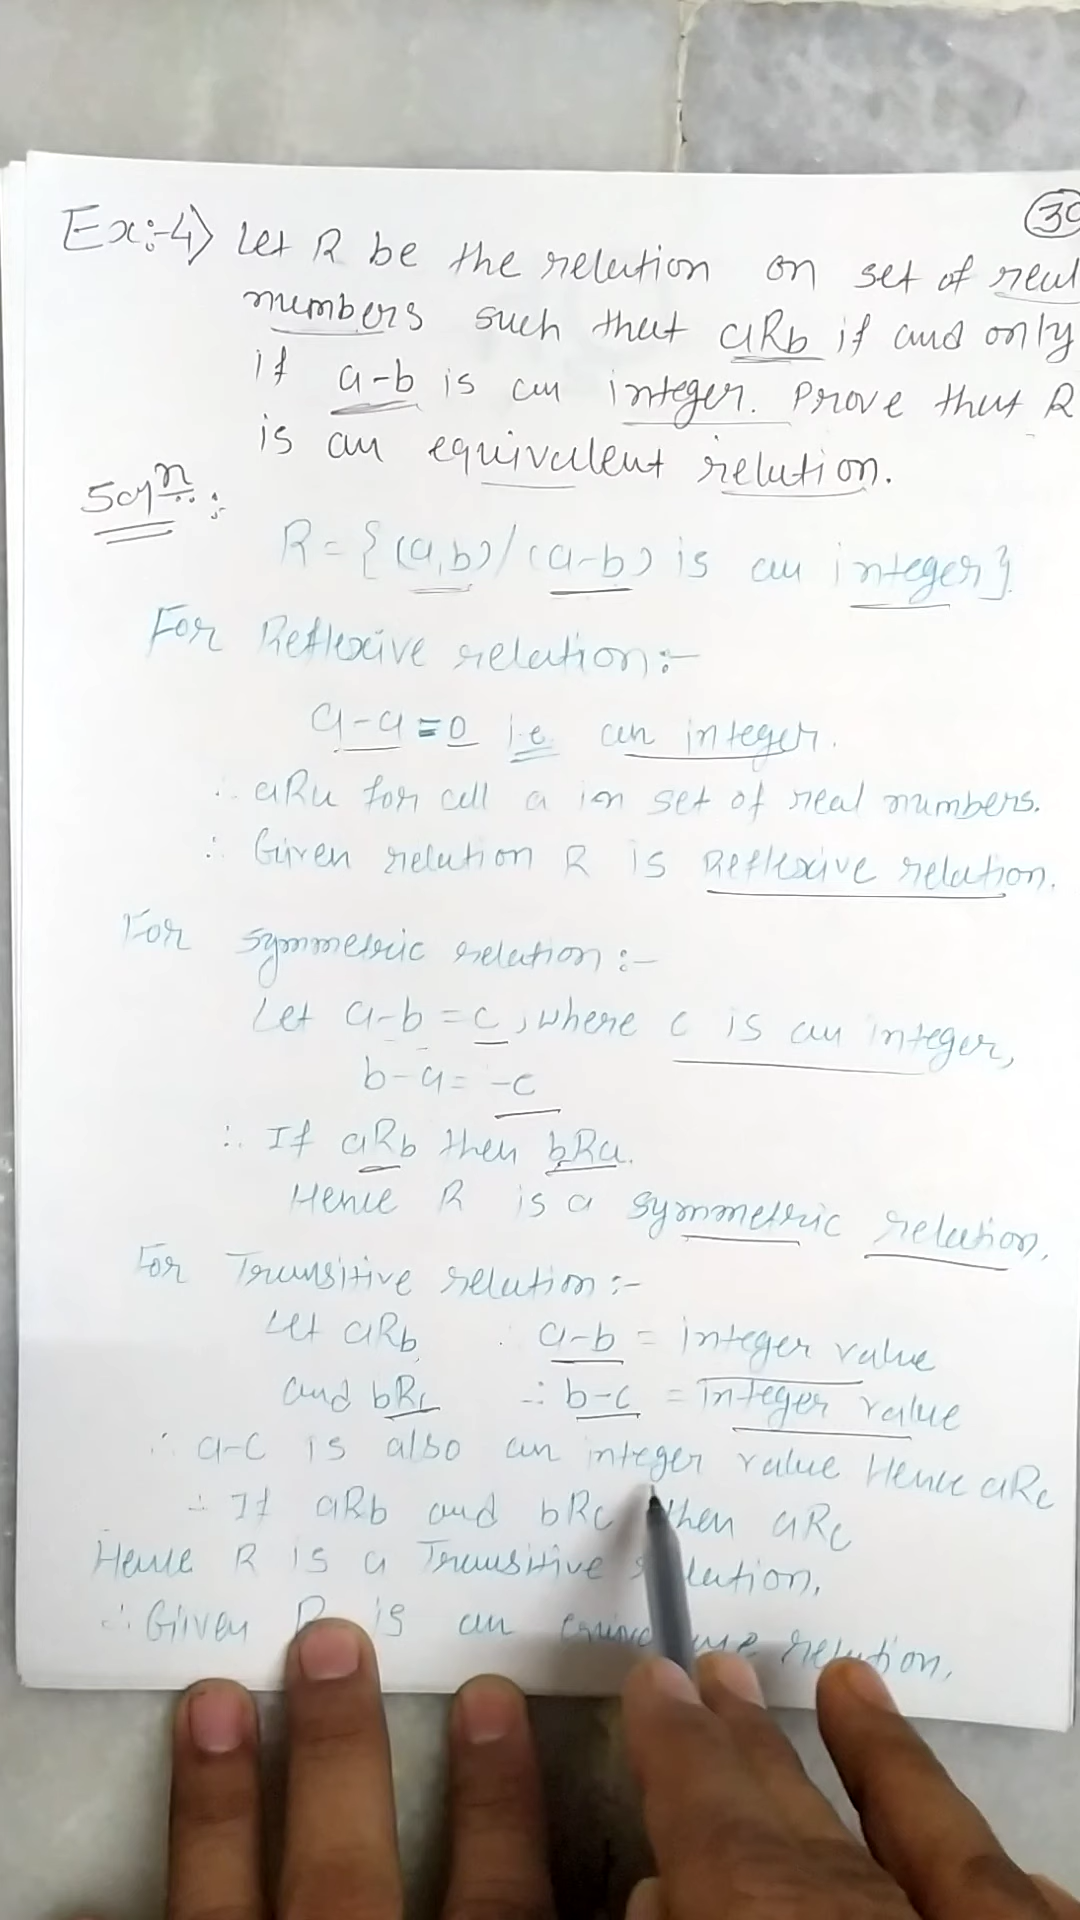 39
Ex:-4) Let R be the relation on set of real
numbers such that aRb if and only
if a-b is an integer. Prove that R
is an equivalent relation.
Solⁿ:
R = {(a,b)/(a-b) is an integer}
For Reflexive relation:-
a-a=0 i.e. an integer.
∴ aRa for all a in set of real numbers.
∴ Given relation R is Reflexive relation.
For symmetric relation:-
Let a-b = c, where c is an integer,
b-a = -c
∴ If aRb then bRa.
Hence R is a symmetric relation.
For Transitive relation:-
Let aRb ∴ a-b = integer value
and bRc ∴ b-c = integer value
∴ a-c is also an integer value Hence aRc
∴ If aRb and bRc then aRc
Hence R is a Transitive relation.
∴ Given R is an relation.